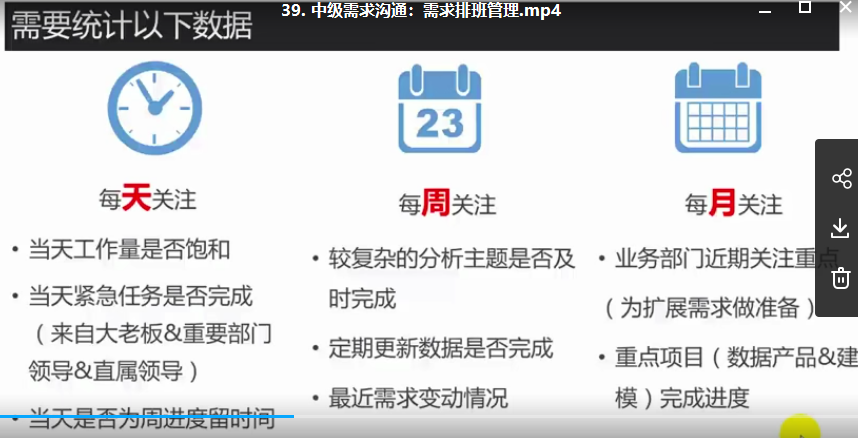 39. 中级需求沟通：需求排班管理.mp4
需要统计以下数据
23
每天关注
• 当天工作量是否饱和
• 当天紧急任务是否完成
（来自大老板&重要部门
领导&直属领导）
• 当天是否为周进度留时间
每周关注
• 较复杂的分析主题是否及
时完成
• 定期更新数据是否完成
• 最近需求变动情况
每月关注
• 业务部门近期关注重点
（为扩展需求做准备）
• 重点项目（数据产品&建
模）完成进度